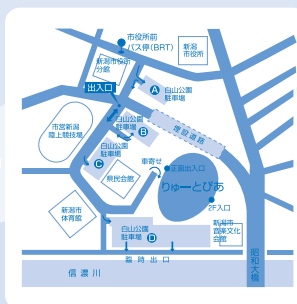 市役所前
バス停(BRT)
新潟
市役所
新潟市役所
分館
A
白山公園
駐車場
出入口
白山公園
駐車場
B
埋設道路
市営新潟
陸上競技場
白山公園
駐車場
C
車寄せ
正面出入口
県民会館
りゅーとぴあ
2F入口
新潟市
体育館
白山公園
駐車場
D
新潟市
音楽文化
会館
昭和大橋
臨時出口
信濃川